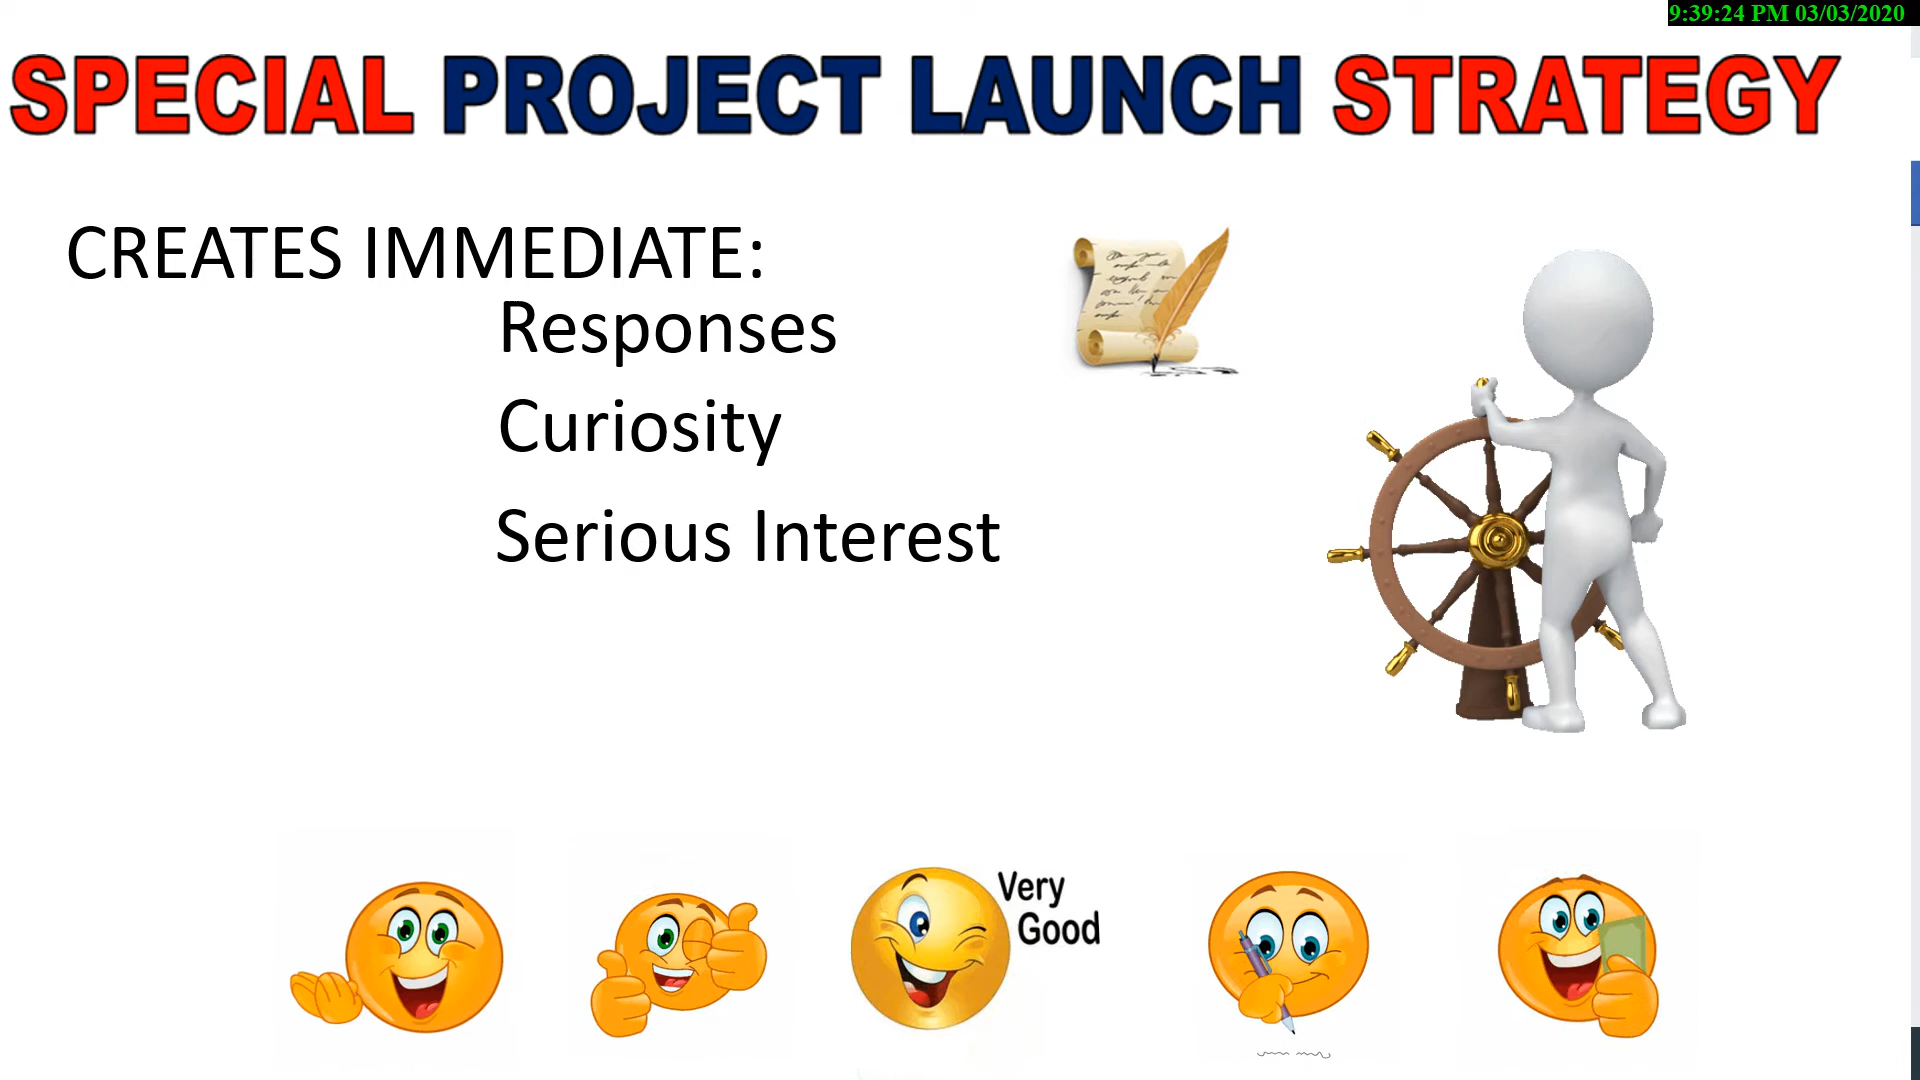 9:39:24 PM 03/03/2020
SPECIAL PROJECT LAUNCH STRATEGY
CREATES IMMEDIATE:
Responses
Curiosity
Serious Interest
Very
Good